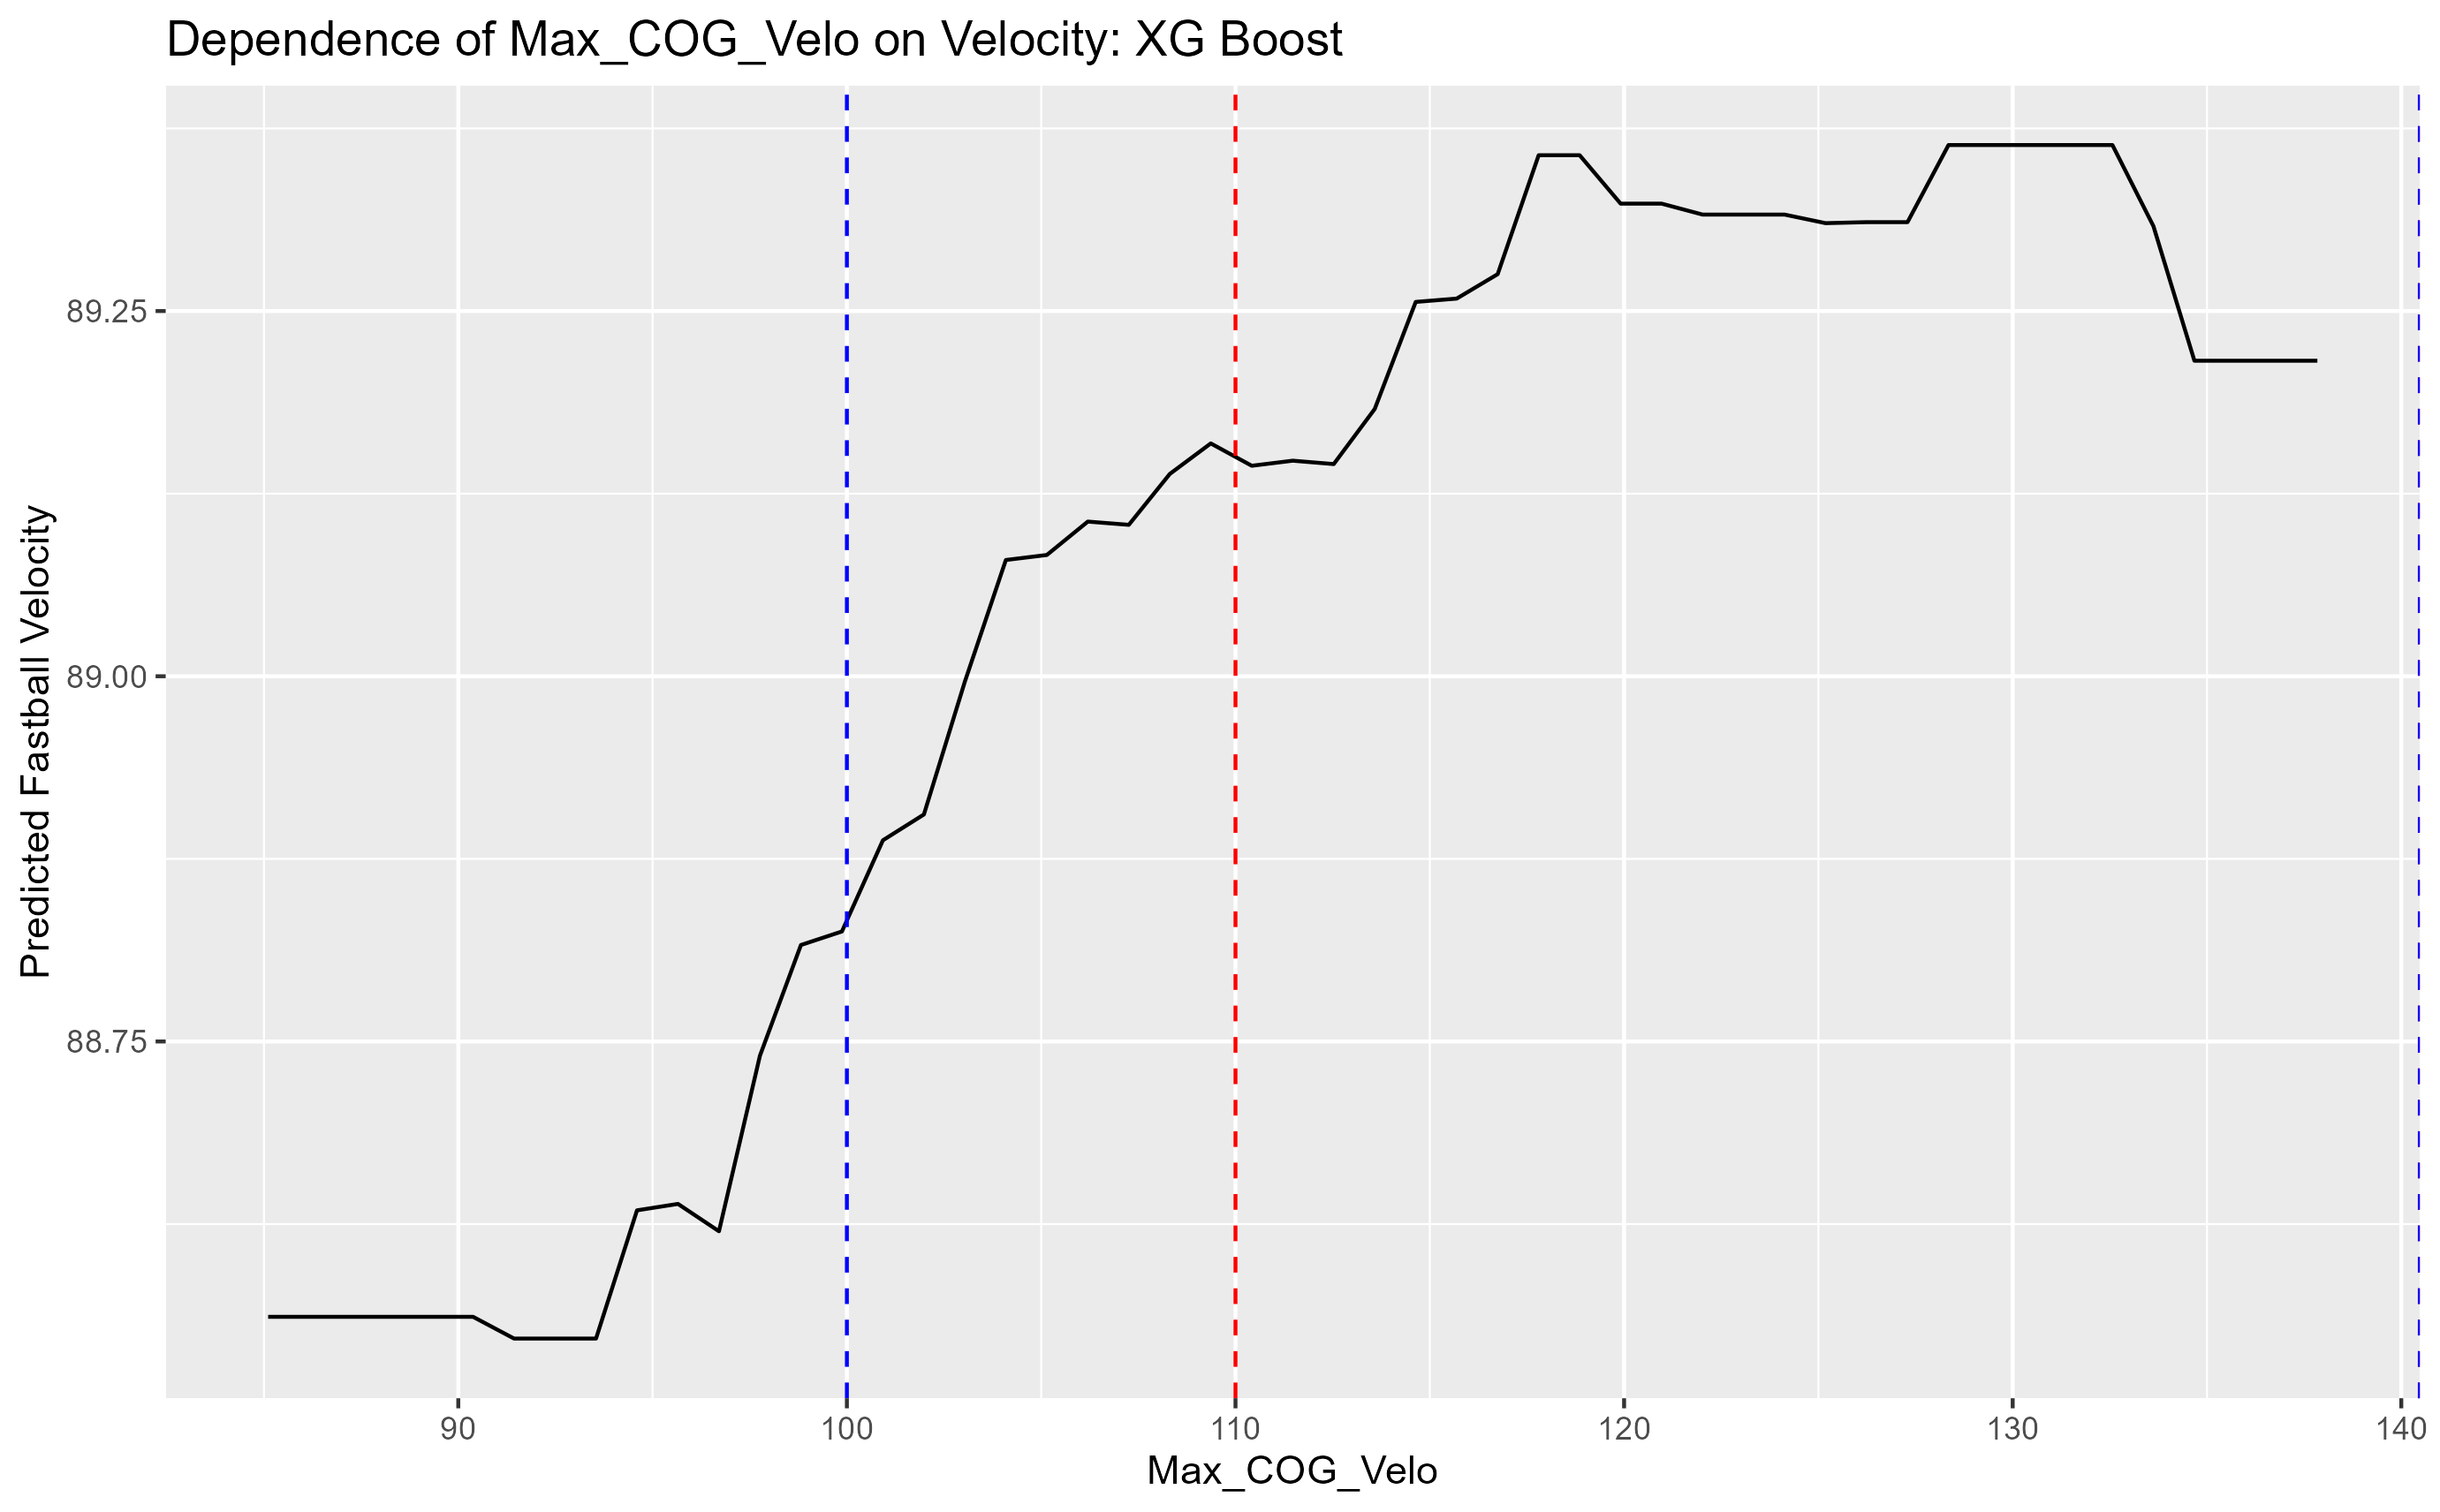 Dependence of Max_COG_Velo on Velocity: XG Boost
Predicted Fastball Velocity
89.25
89.00
88.75
90 100 110 120 130 140
Max_COG_Velo